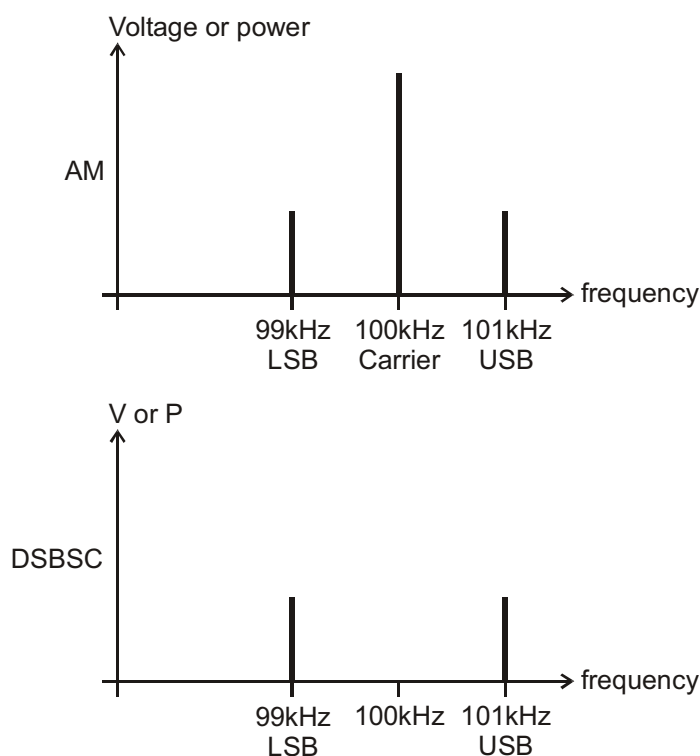 Voltage or power
AM
frequency
99kHz 100kHz 101kHz
LSB Carrier USB
V or P
DSBSC
frequency
99kHz 100kHz 101kHz
LSB USB